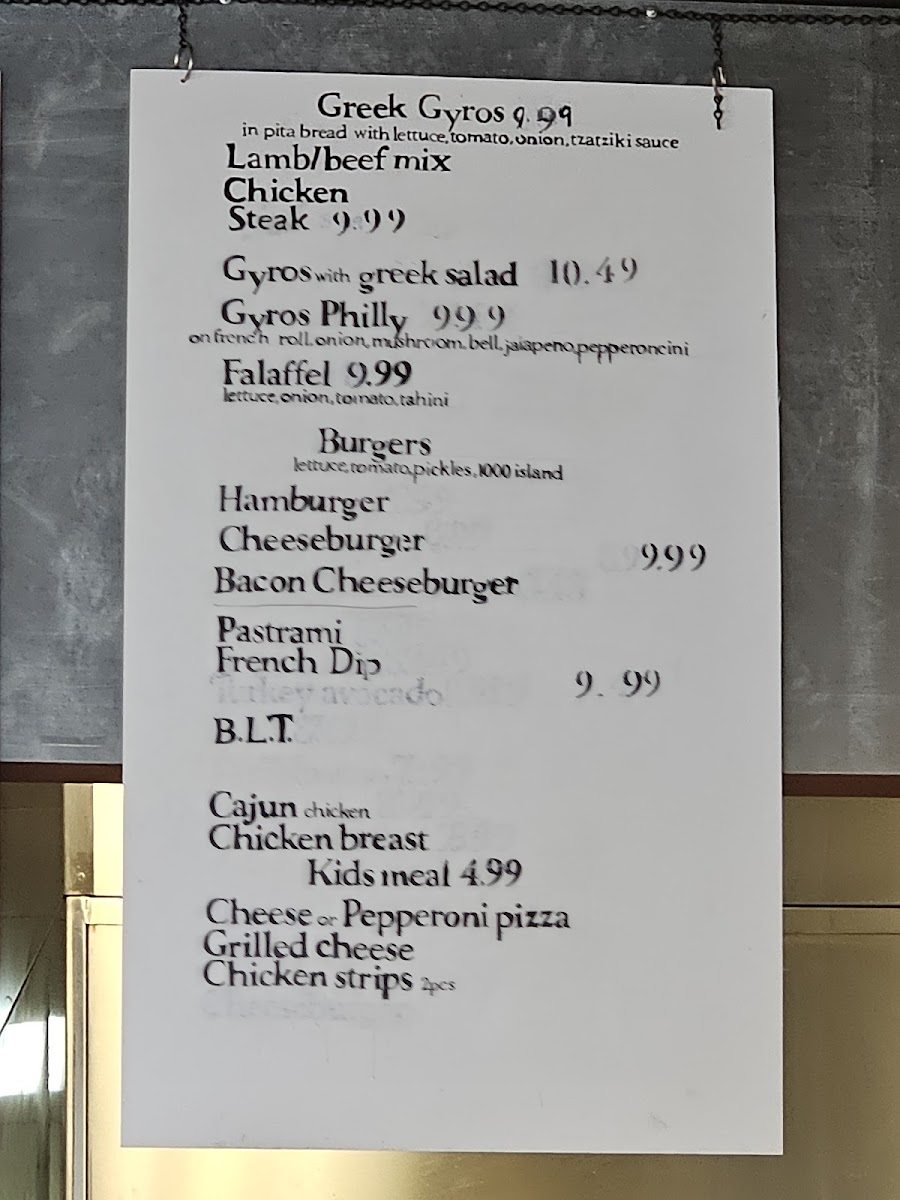 Greek Gyros 9.99
in pita bread with lettuce,tomato,onion,tzatziki sauce
Lamb/beef mix
Chicken
Steak 9.99
Gyros with greek salad 10.49
Gyros Philly 999
on french roll.onion,mushroom.bell,jalapeno,pepperoncini
Falaffel 9.99
lettuce,onion,tomato,tahini
Burgers
lettuce,tomato,pickles,1000 island
Hamburger
Cheeseburger
9.99
Bacon Cheeseburger
Pastrami
French Dip
Turkey avocado
9. 99
B.L.T.
Cajun chicken
Chicken breast
Kids meal 4.99
Cheese or Pepperoni pizza
Grilled cheese
Chicken strips 2pcs
Cheeseburger